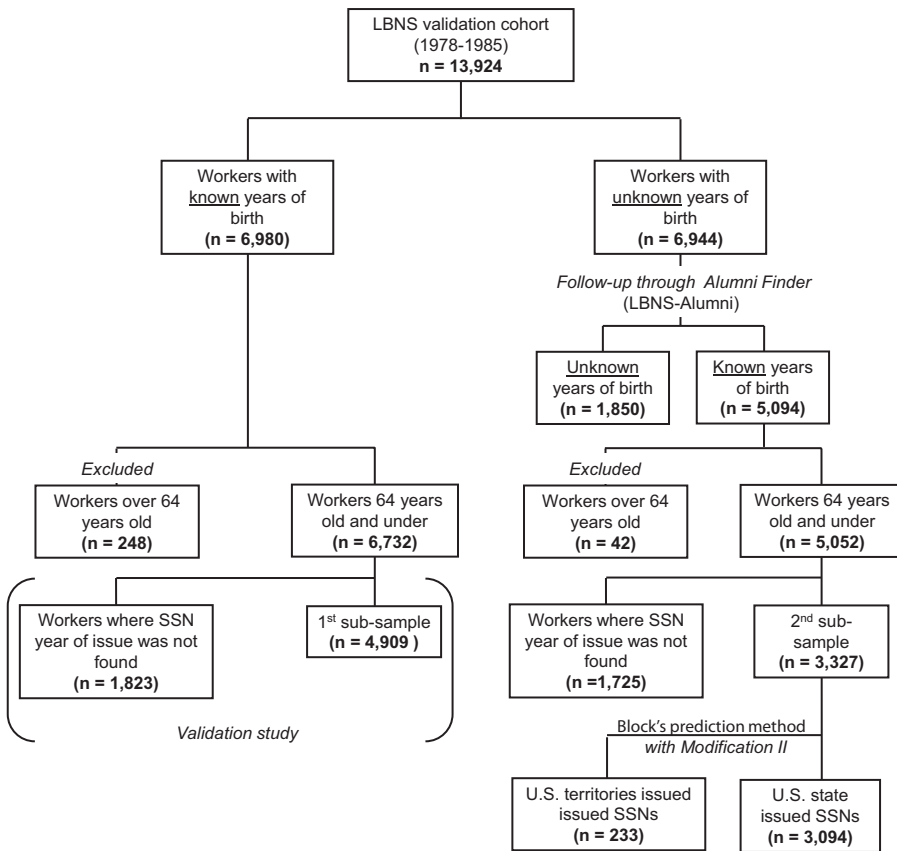 LBNS validation cohort
(1978-1985)
n = 13,924
Workers with
known years of
birth
(n = 6,980)
Workers with
unknown years of
birth
(n = 6,944)
Follow-up through Alumni Finder
(LBNS-Alumni)
Unknown
years of birth
(n = 1,850)
Known years
of birth
(n = 5,094)
Excluded
Workers over 64
years old
(n = 248)
Workers 64 years
old and under
(n = 6,732)
Excluded
Workers over 64
years old
(n = 42)
Workers 64 years
old and under
(n = 5,052)
Workers where SSN
year of issue was not
found
(n = 1,823)
1st sub-sample
(n = 4,909 )
Validation study
Workers where SSN
year of issue was not
found
(n =1,725)
2nd sub-
sample
(n = 3,327)
Block's prediction method
with Modification II
U.S. territories issued
issued SSNs
(n = 233)
U.S. state
issued SSNs
(n = 3,094)